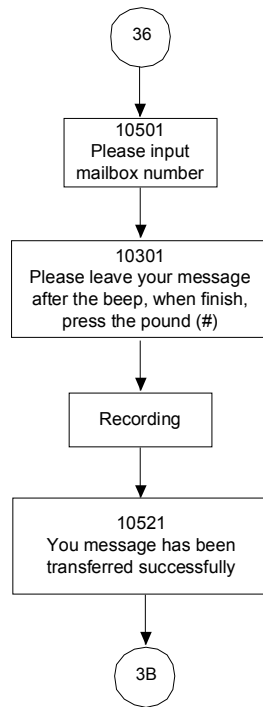 36
10501
Please input
mailbox number
10301
Please leave your message
after the beep, when finish,
press the pound (#)
Recording
10521
You message has been
transferred successfully
3B